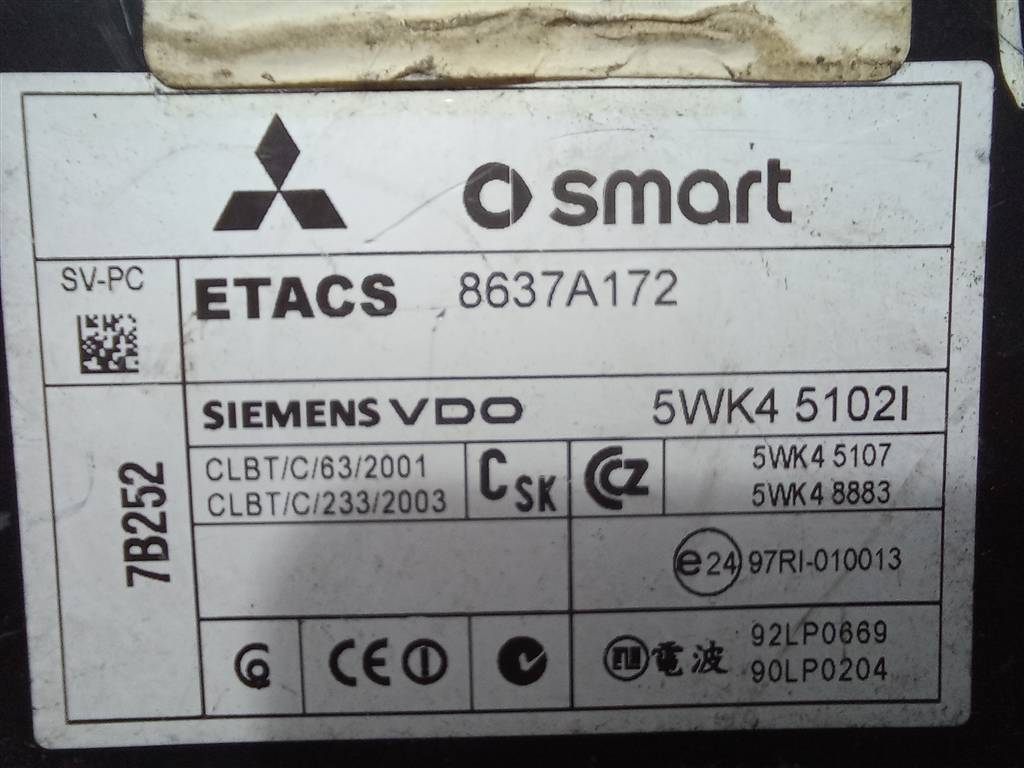 smart
SV-PC
ETACS 8637A172
SIEMENS VDO 5WK4 5102I
7B252
CLBT/C/63/2001
CLBT/C/233/2003
CSK
CCZ
5WK4 5107
5WK4 8883
e24 97RI-010013
CE
電波
92LP0669
90LP0204